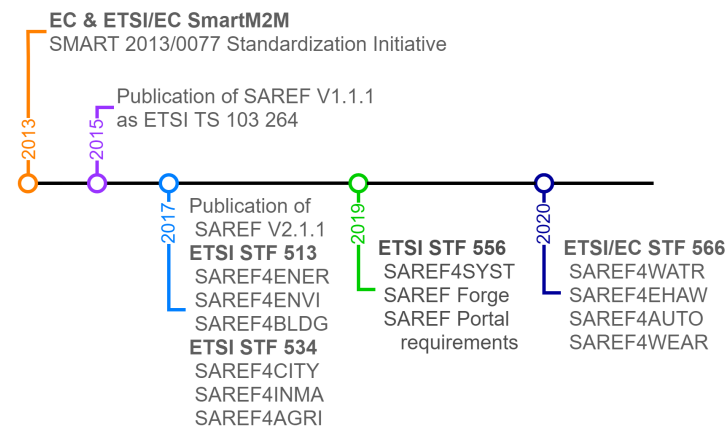 EC & ETSI/EC SmartM2M
SMART 2013/0077 Standardization Initiative
2013
Publication of SAREF V1.1.1
as ETSI TS 103 264
2015
2017
Publication of
SAREF V2.1.1
ETSI STF 513
SAREF4ENER
SAREF4ENVI
SAREF4BLDG
ETSI STF 534
SAREF4CITY
SAREF4INMA
SAREF4AGRI
2019
ETSI STF 556
SAREF4SYST
SAREF Forge
SAREF Portal
requirements
2020
ETSI/EC STF 566
SAREF4WATR
SAREF4EHAW
SAREF4AUTO
SAREF4WEAR